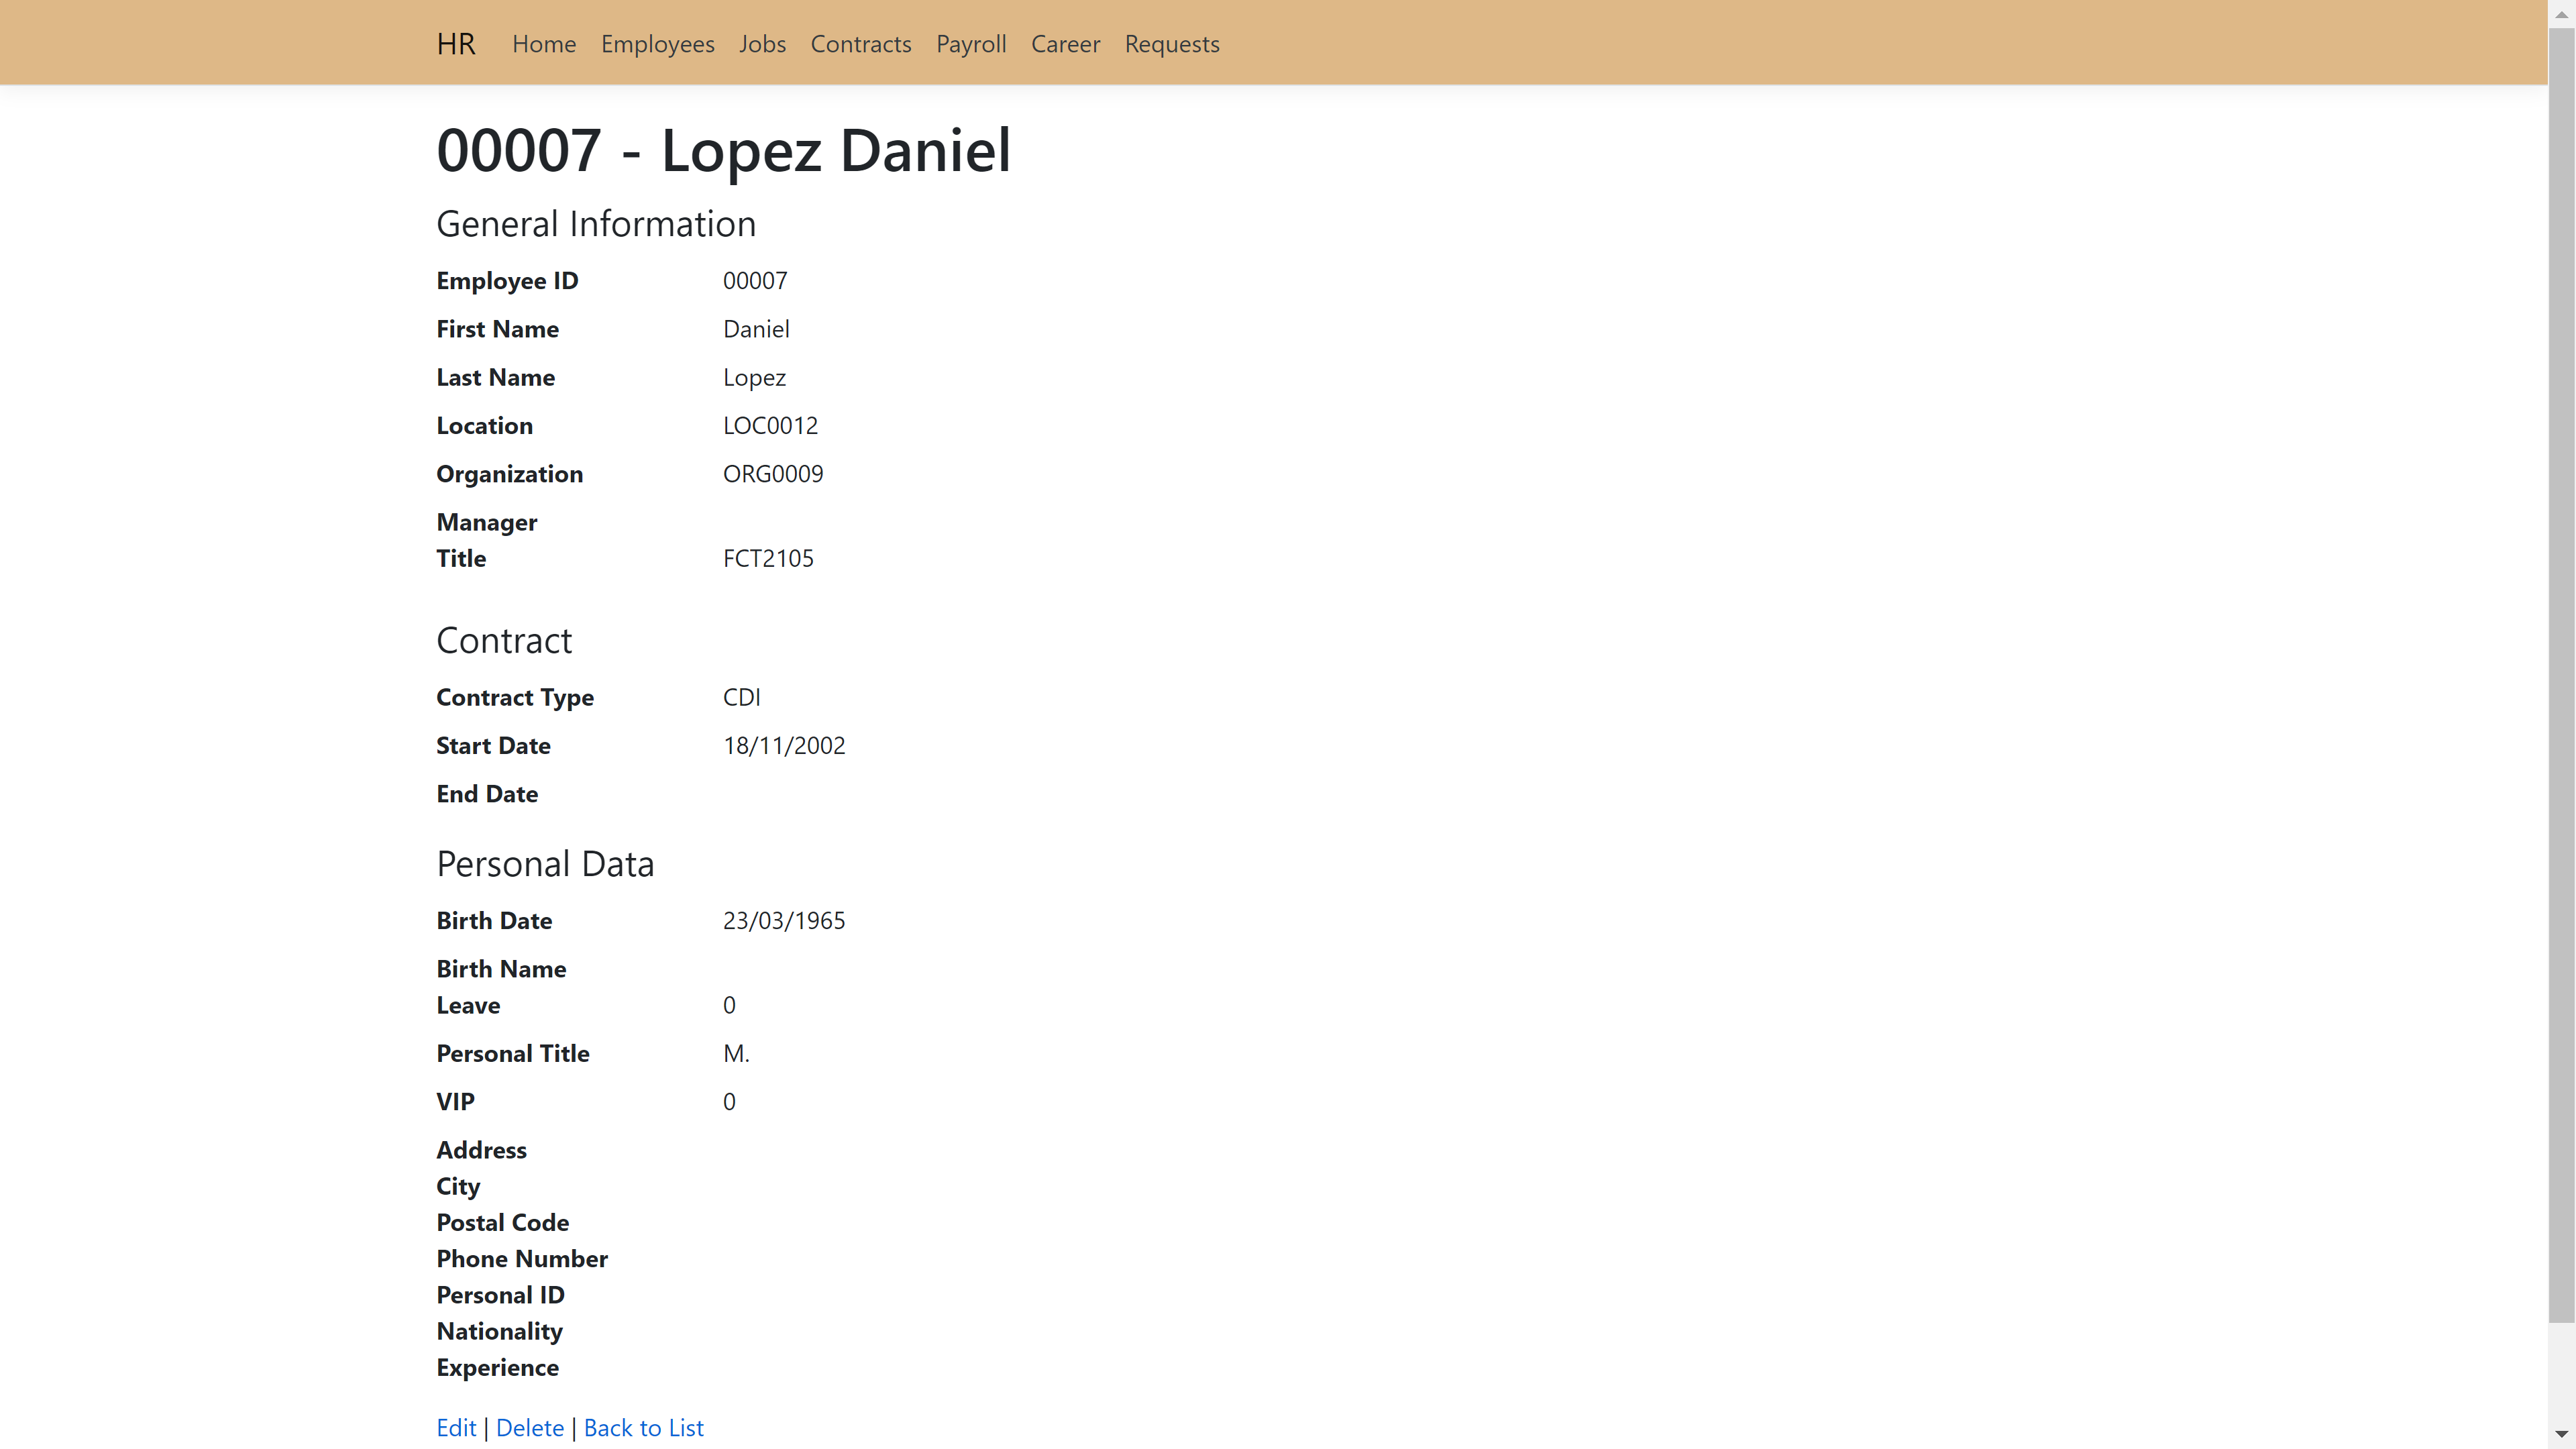 HR Home Employees Jobs Contracts Payroll Career Requests
00007 - Lopez Daniel
General Information
Employee ID 00007
First Name Daniel
Last Name Lopez
Location LOC0012
Organization ORG0009
Manager
Title FCT2105
Contract
Contract Type CDI
Start Date 18/11/2002
End Date
Personal Data
Birth Date 23/03/1965
Birth Name
Leave 0
Personal Title M.
VIP 0
Address
City
Postal Code
Phone Number
Personal ID
Nationality
Experience
Edit | Delete | Back to List